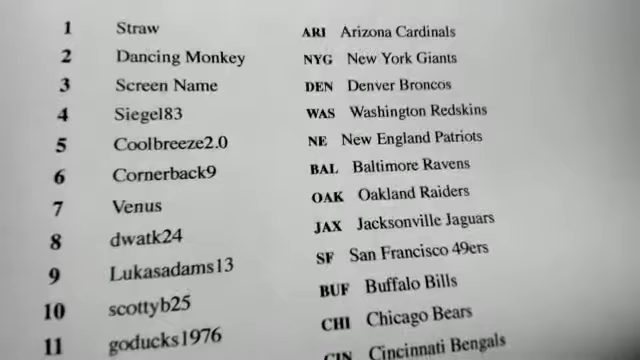 1 Straw ARI Arizona Cardinals
2 Dancing Monkey NYG New York Giants
3 Screen Name DEN Denver Broncos
4 Siegel83 WAS Washington Redskins
5 Coolbreeze2.0 NE New England Patriots
6 Cornerback9 BAL Baltimore Ravens
7 Venus OAK Oakland Raiders
8 dwatk24 JAX Jacksonville Jaguars
9 Lukasadams13 SF San Francisco 49ers
10 scottyb25 BUF Buffalo Bills
11 goducks1976 CHI Chicago Bears
CIN Cincinnati Bengals